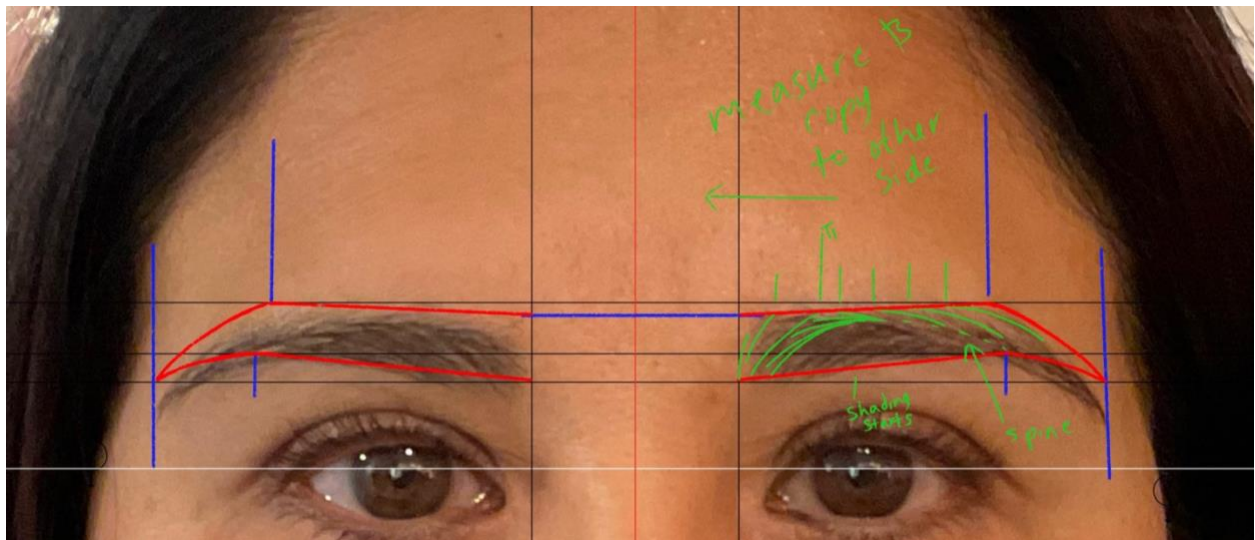 measure &
copy
to other
side
shading
starts
spine